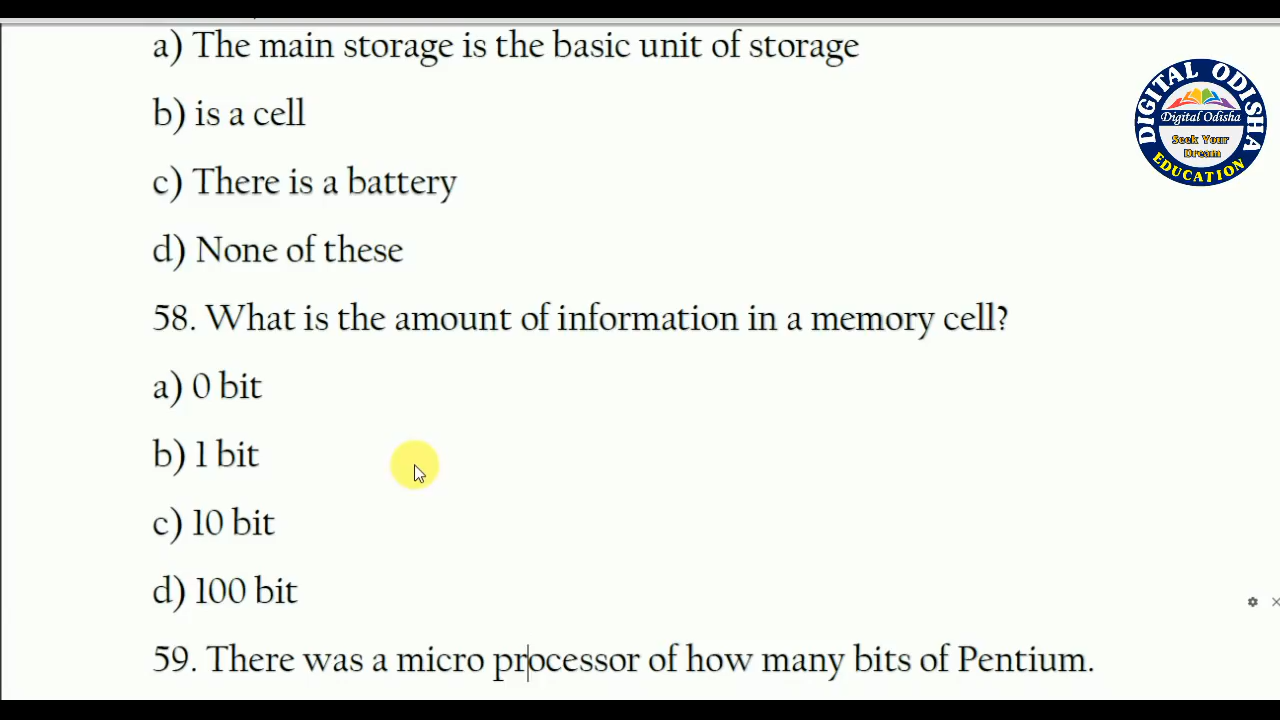 a) The main storage is the basic unit of storage
b) is a cell
c) There is a battery
d) None of these
58. What is the amount of information in a memory cell?
a) 0 bit
b) 1 bit
c) 10 bit
d) 100 bit
59. There was a micro processor of how many bits of Pentium.
DIGITAL ODISHA
Digital Odisha
Seek Your
Dream
EDUCATION